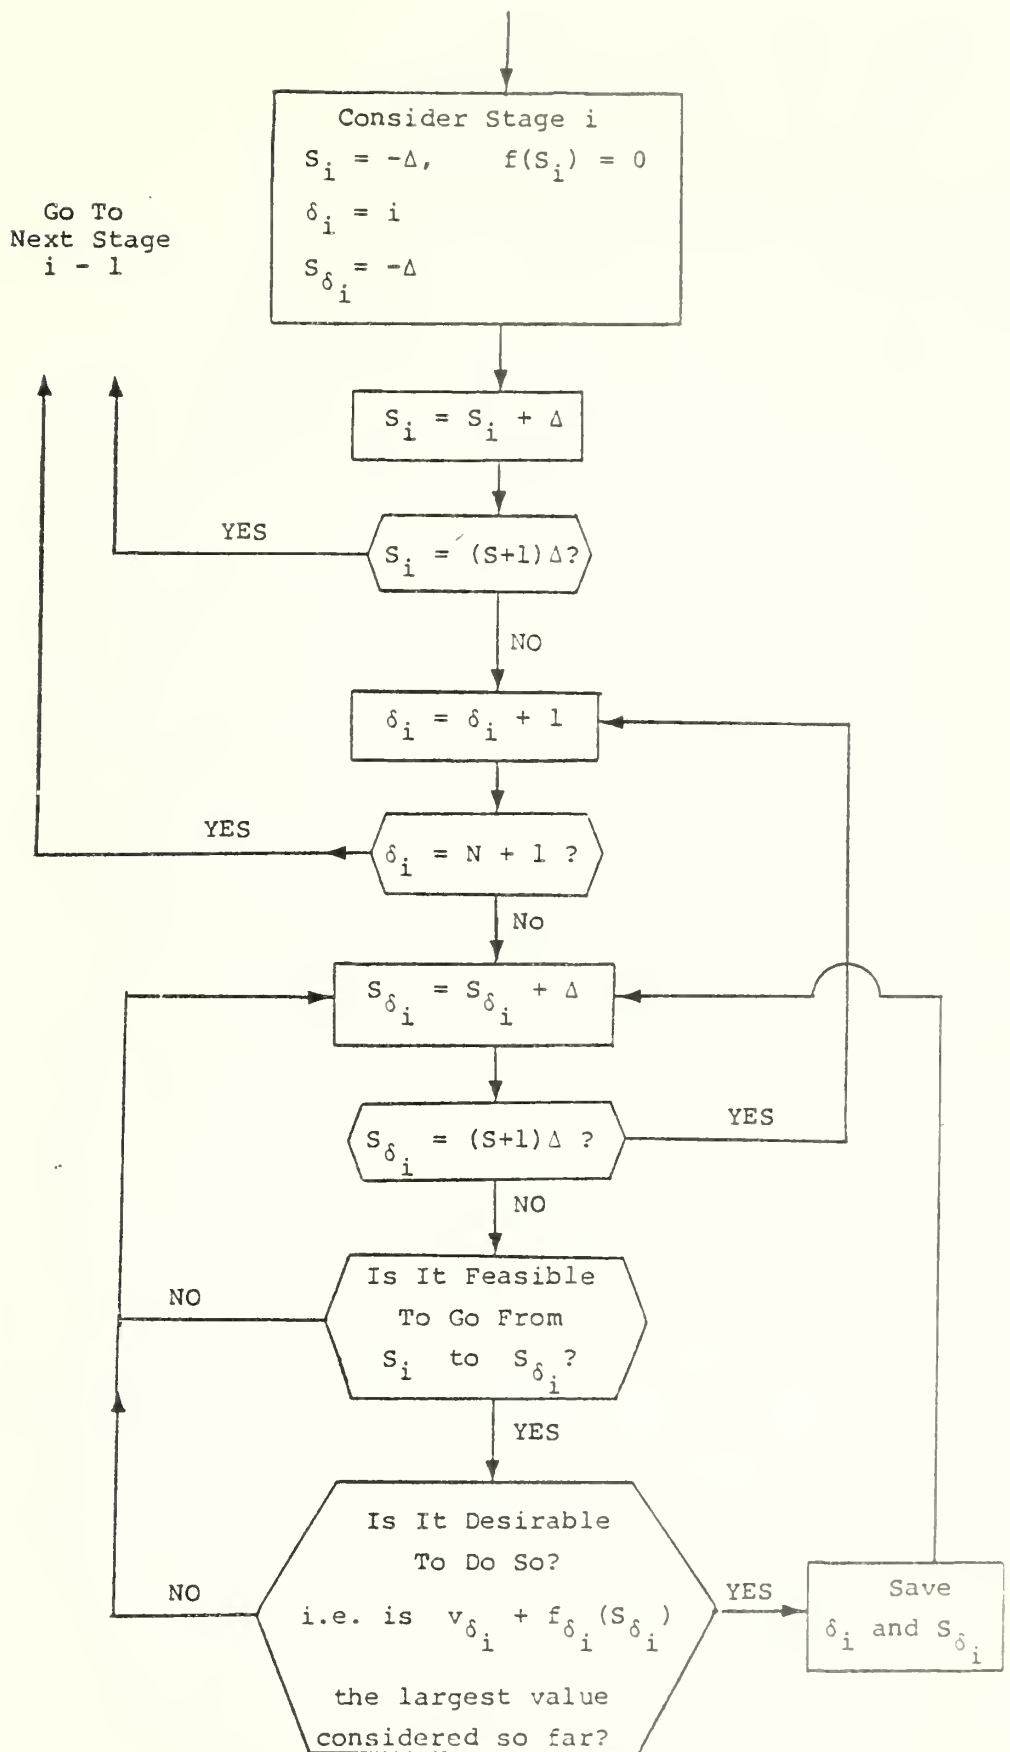 Consider Stage i
S_i = -Δ, f(S_i) = 0
δ_i = i
S_δ_i = -Δ
Go To
Next Stage
i - 1
S_i = S_i + Δ
YES
S_i = (S+1)Δ?
NO
δ_i = δ_i + 1
YES
δ_i = N + 1 ?
No
S_δ_i = S_δ_i + Δ
S_δ_i = (S+1)Δ ?
YES
NO
NO
Is It Feasible
To Go From
S_i to S_δ_i?
YES
Is It Desirable
To Do So?
i.e. is v_δ_i + f_δ_i(S_δ_i)
the largest value
considered so far?
NO
YES
Save
δ_i and S_δ_i